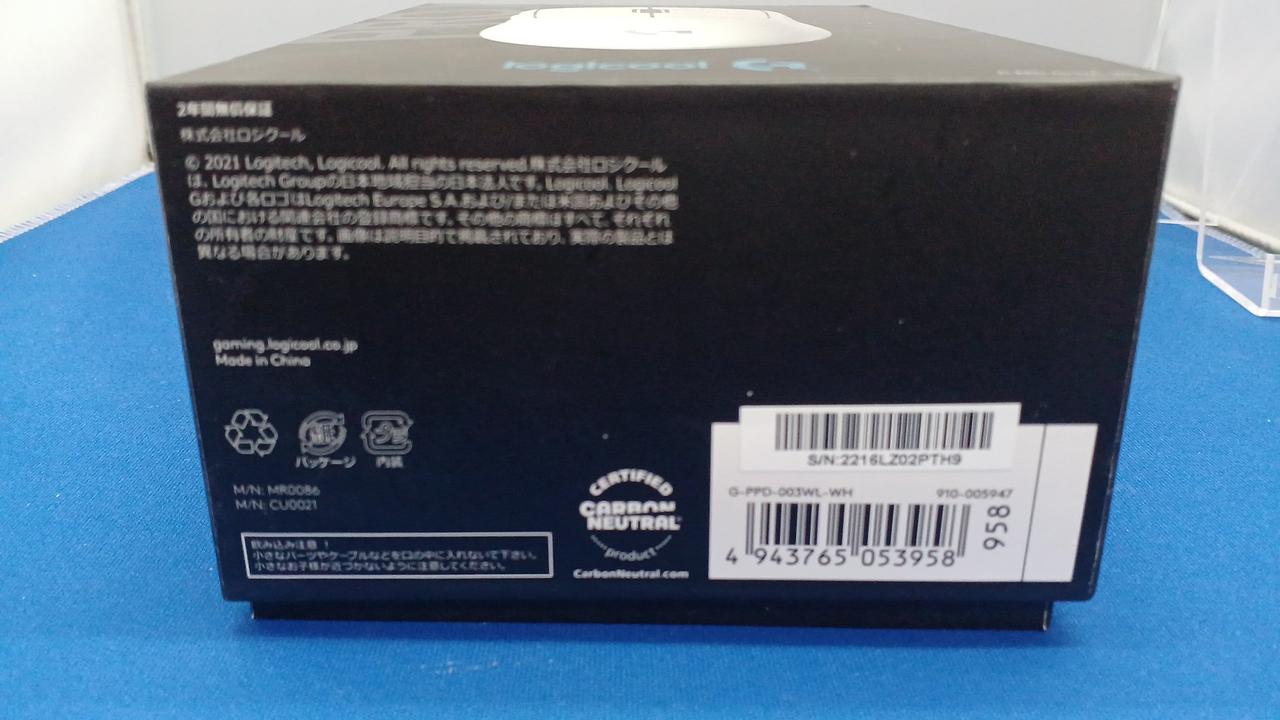 logicool G
2年間無償保証
株式会社ロジクール
© 2021 Logitech, Logicool. All rights reserved.株式会社ロジクール
は、Logitech Groupの日本地域担当の日本法人です。Logicool, Logicool
Gおよび各ロゴはLogitech Europe S.A.および/または米国およびその他
の国における関連会社の登録商標です。その他の商標はすべて、それぞれ
の所有者の財産です。画像は説明目的で掲載されており、実際の製品とは
異なる場合があります。
gaming.logicool.co.jp
Made in China
パッケージ 内装
M/N: MR0086
M/N: CU0021
飲み込み注意！
小さなパーツやケーブルなどを口の中に入れないで下さい。
小さなお子様が近づかないように注意してください。
CERTIFIED
CARBON
NEUTRAL
product
CarbonNeutral.com
S/N:2216LZ02PTH9
G-PPD-003WL-WH 910-005947
4 943765 053958
958